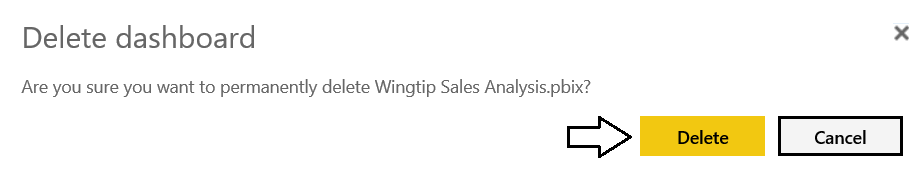 Delete dashboard
Are you sure you want to permanently delete Wingtip Sales Analysis.pbix?
Delete
Cancel